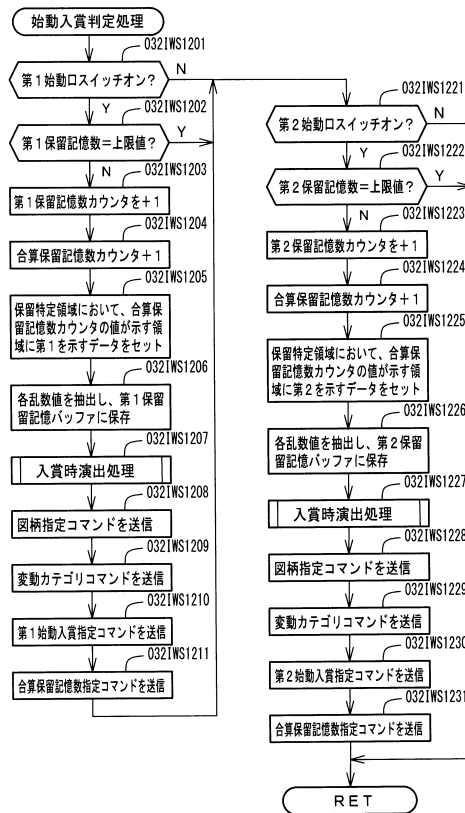 始動入賞判定処理
032IWS1201
第1始動口スイッチオン?
N
Y
032IWS1202
第1保留記憶数=上限値?
Y
N
032IWS1203
第1保留記憶数カウンタを+1
032IWS1204
合算保留記憶数カウンタ+1
032IWS1205
保留特定領域において、合算保
留記憶数カウンタの値が示す領
域に第1を示すデータをセット
032IWS1206
各乱数値を抽出し、第1保留
留記憶バッファに保存
032IWS1207
入賞時演出処理
032IWS1208
図柄指定コマンドを送信
032IWS1209
変動カテゴリコマンドを送信
032IWS1210
第1始動入賞指定コマンドを送信
032IWS1211
合算保留記憶数指定コマンドを送信
032IWS1221
第2始動口スイッチオン?
N
Y
032IWS1222
第2保留記憶数=上限値?
Y
N
032IWS1223
第2保留記憶数カウンタを+1
032IWS1224
合算保留記憶数カウンタ+1
032IWS1225
保留特定領域において、合算保
留記憶数カウンタの値が示す領
域に第2を示すデータをセット
032IWS1226
各乱数値を抽出し、第2保留
留記憶バッファに保存
032IWS1227
入賞時演出処理
032IWS1228
図柄指定コマンドを送信
032IWS1229
変動カテゴリコマンドを送信
032IWS1230
第2始動入賞指定コマンドを送信
032IWS1231
合算保留記憶数指定コマンドを送信
RET